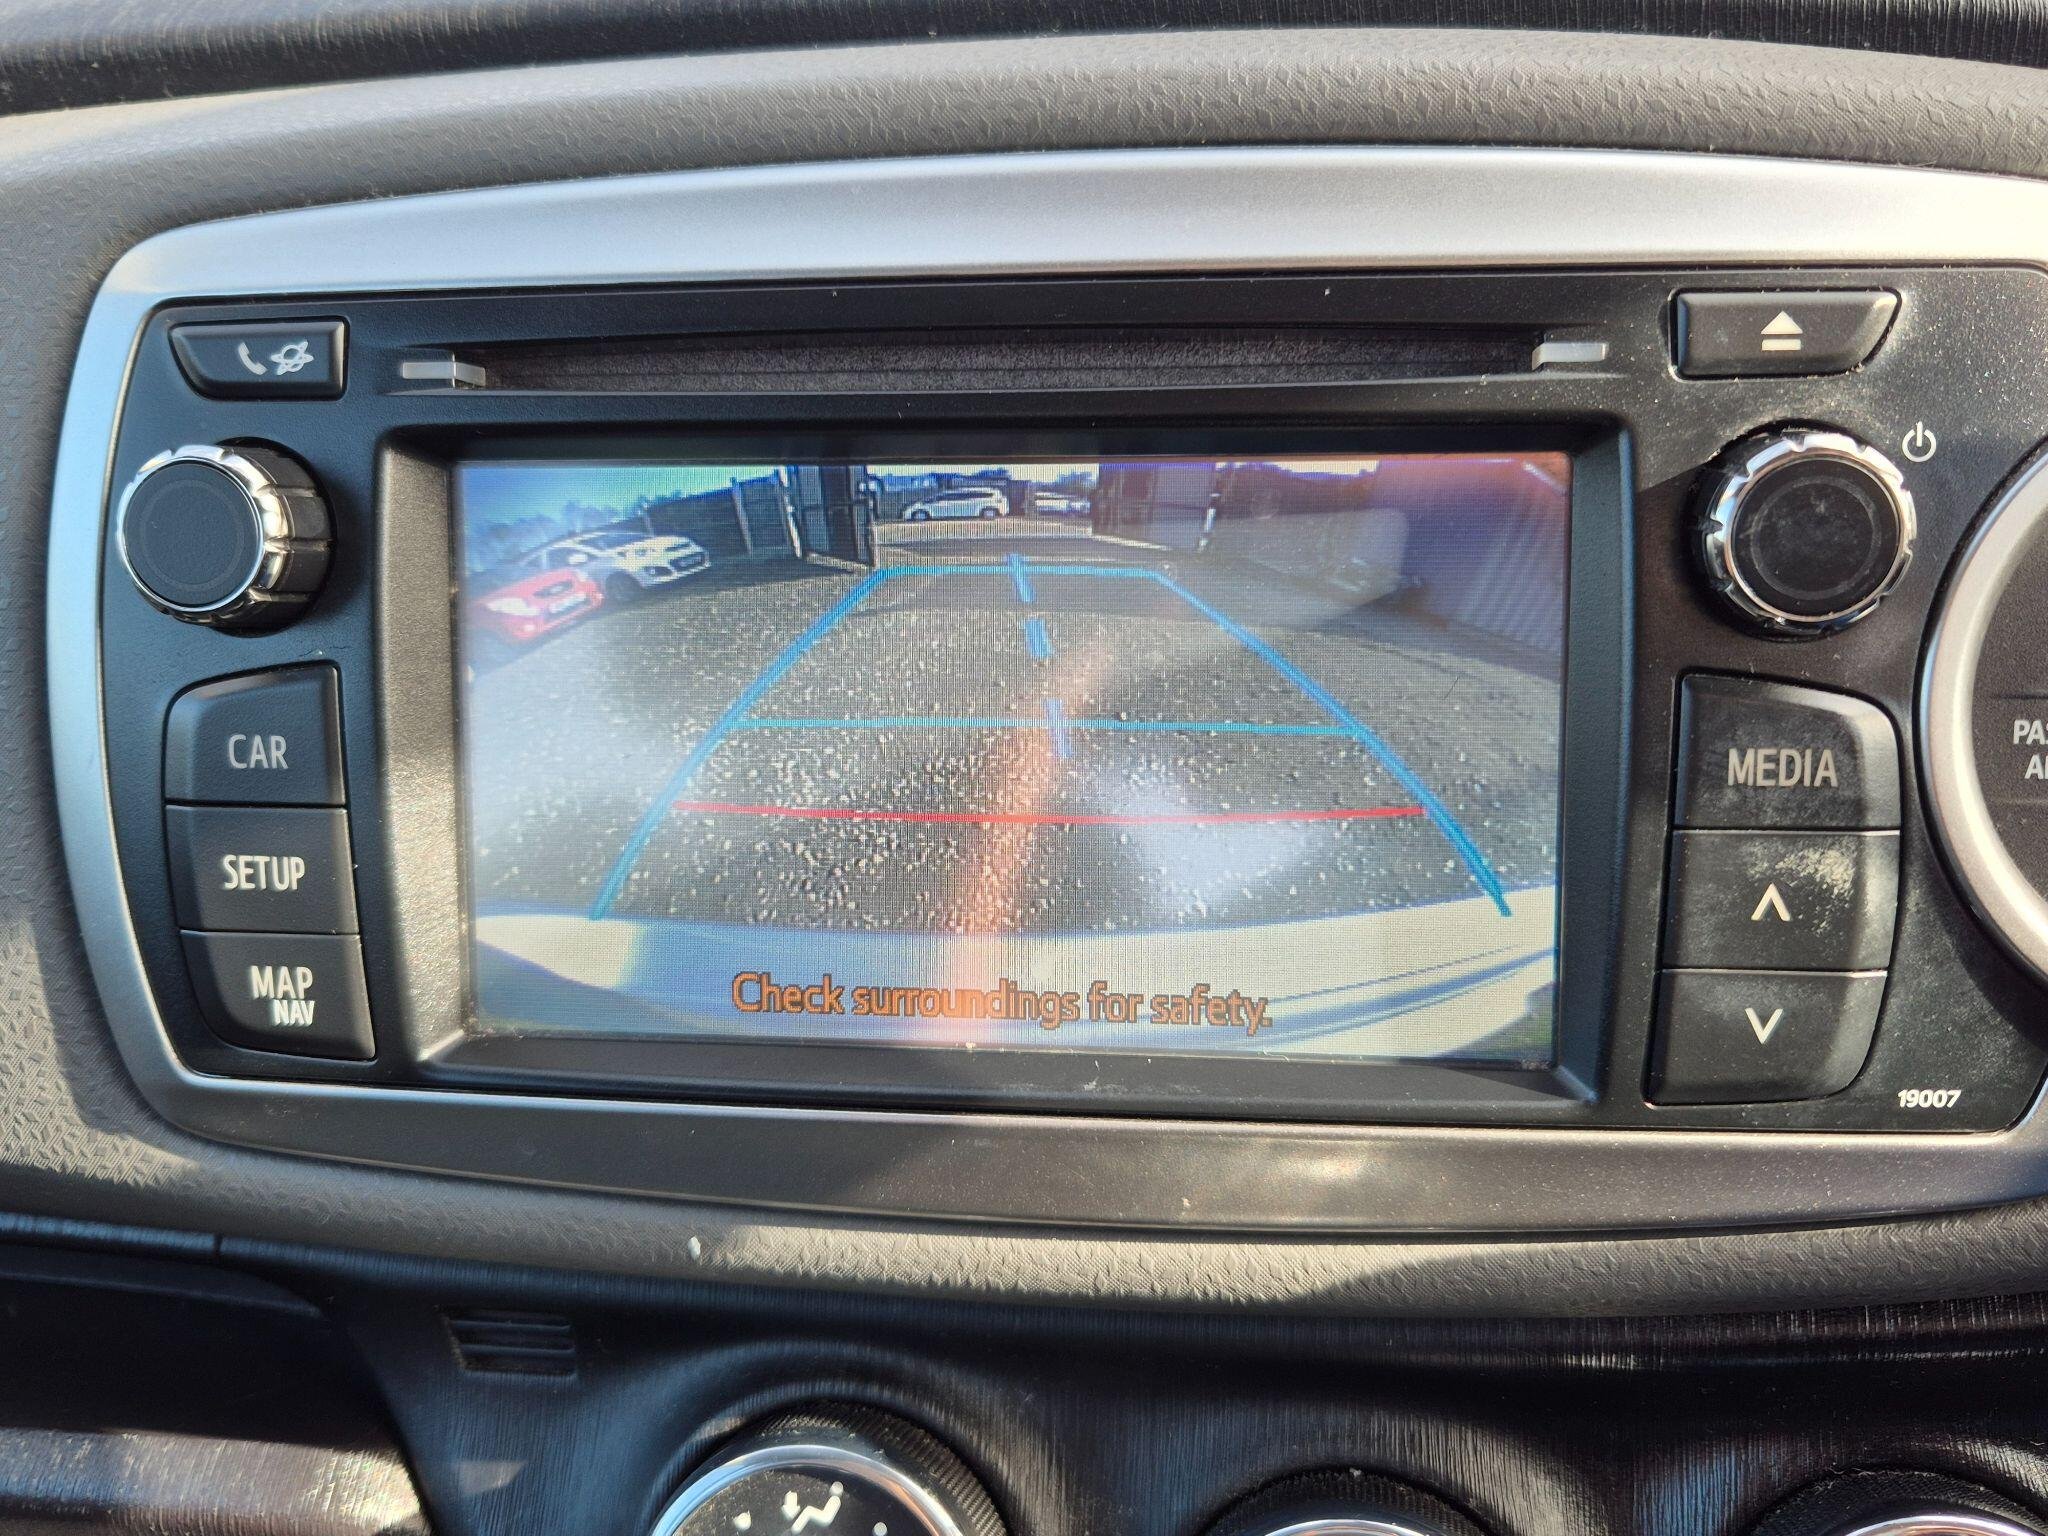 CAR
SETUP
MAP
NAV
Check surroundings for safety.
MEDIA
19007